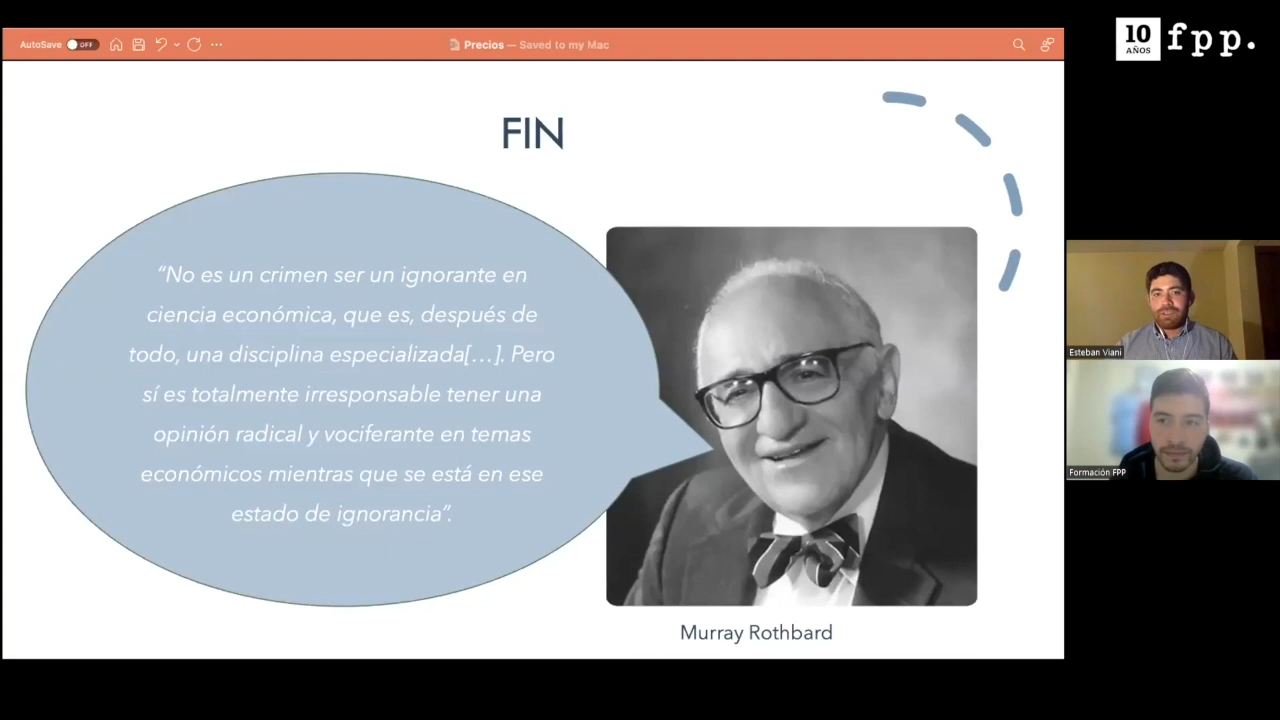 AutoSave OFF
Precios — Saved to my Mac
10 AÑOS fpp.
FIN
“No es un crimen ser un ignorante en
ciencia económica, que es, después de
todo, una disciplina especializada[…]. Pero
sí es totalmente irresponsable tener una
opinión radical y vociferante en temas
económicos mientras que se está en ese
estado de ignorancia”.
Murray Rothbard
Esteban Viani
Formación FPP